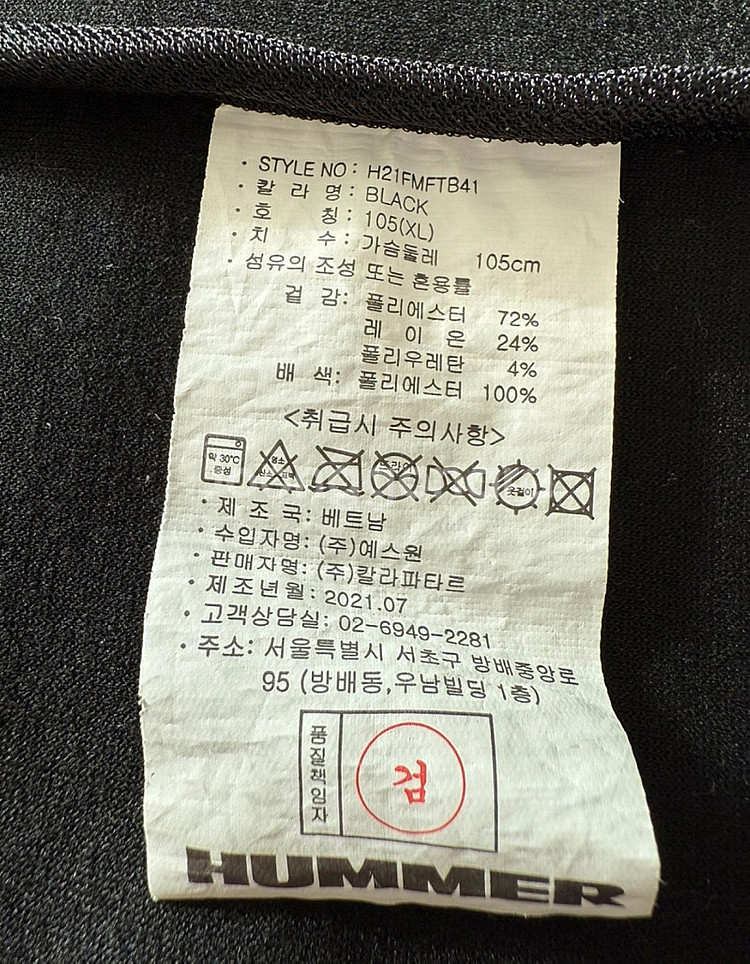 · STYLE NO : H21FMFTB41
· 칼 라 명 : BLACK
· 호 칭 : 105(XL)
· 치 수 : 가슴둘레 105cm
· 섬유의 조성 또는 혼용률
겉 감: 폴리에스터 72%
레 이 온 24%
폴리우레탄 4%
배 색: 폴리에스터 100%
<취급시 주의사항>
약 30℃
중성
염소
드라이
옷걸이
· 제 조 국: 베트남
· 수입자명: (주)예스원
· 판매자명: (주)칼라파타르
· 제조년월: 2021.07
· 고객상담실: 02-6949-2281
· 주소: 서울특별시 서초구 방배중앙로
95 (방배동,우남빌딩 1층)
품질책임자
검
HUMMER